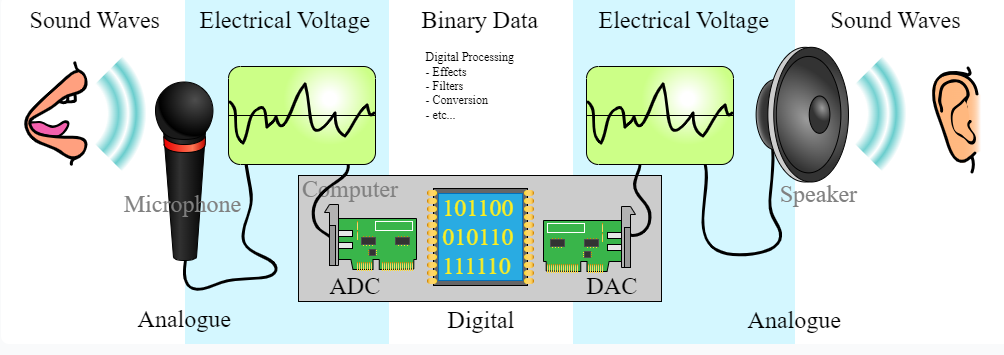 Sound Waves
Electrical Voltage
Binary Data
Electrical Voltage
Sound Waves
Digital Processing
- Effects
- Filters
- Conversion
- etc...
Computer
Microphone
Speaker
101100
010110
111110
ADC
DAC
Analogue
Digital
Analogue